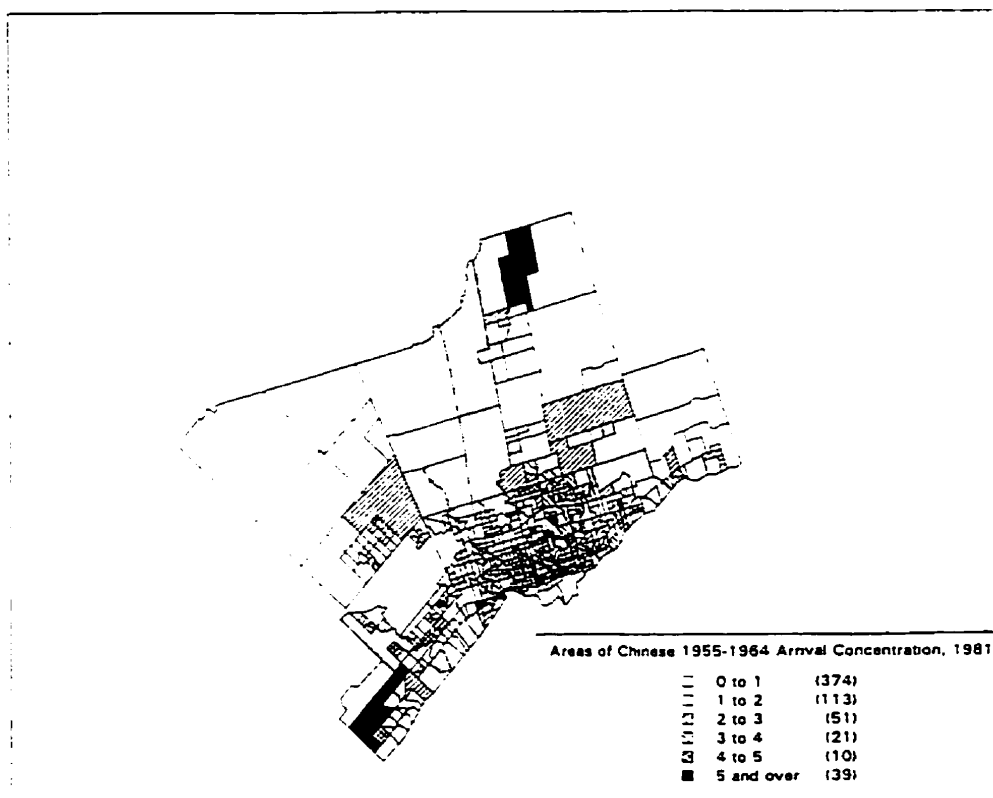 Areas of Chinese 1955-1964 Arrival Concentration, 1981
0 to 1 (374)
1 to 2 (113)
2 to 3 (51)
3 to 4 (21)
4 to 5 (10)
5 and over (39)